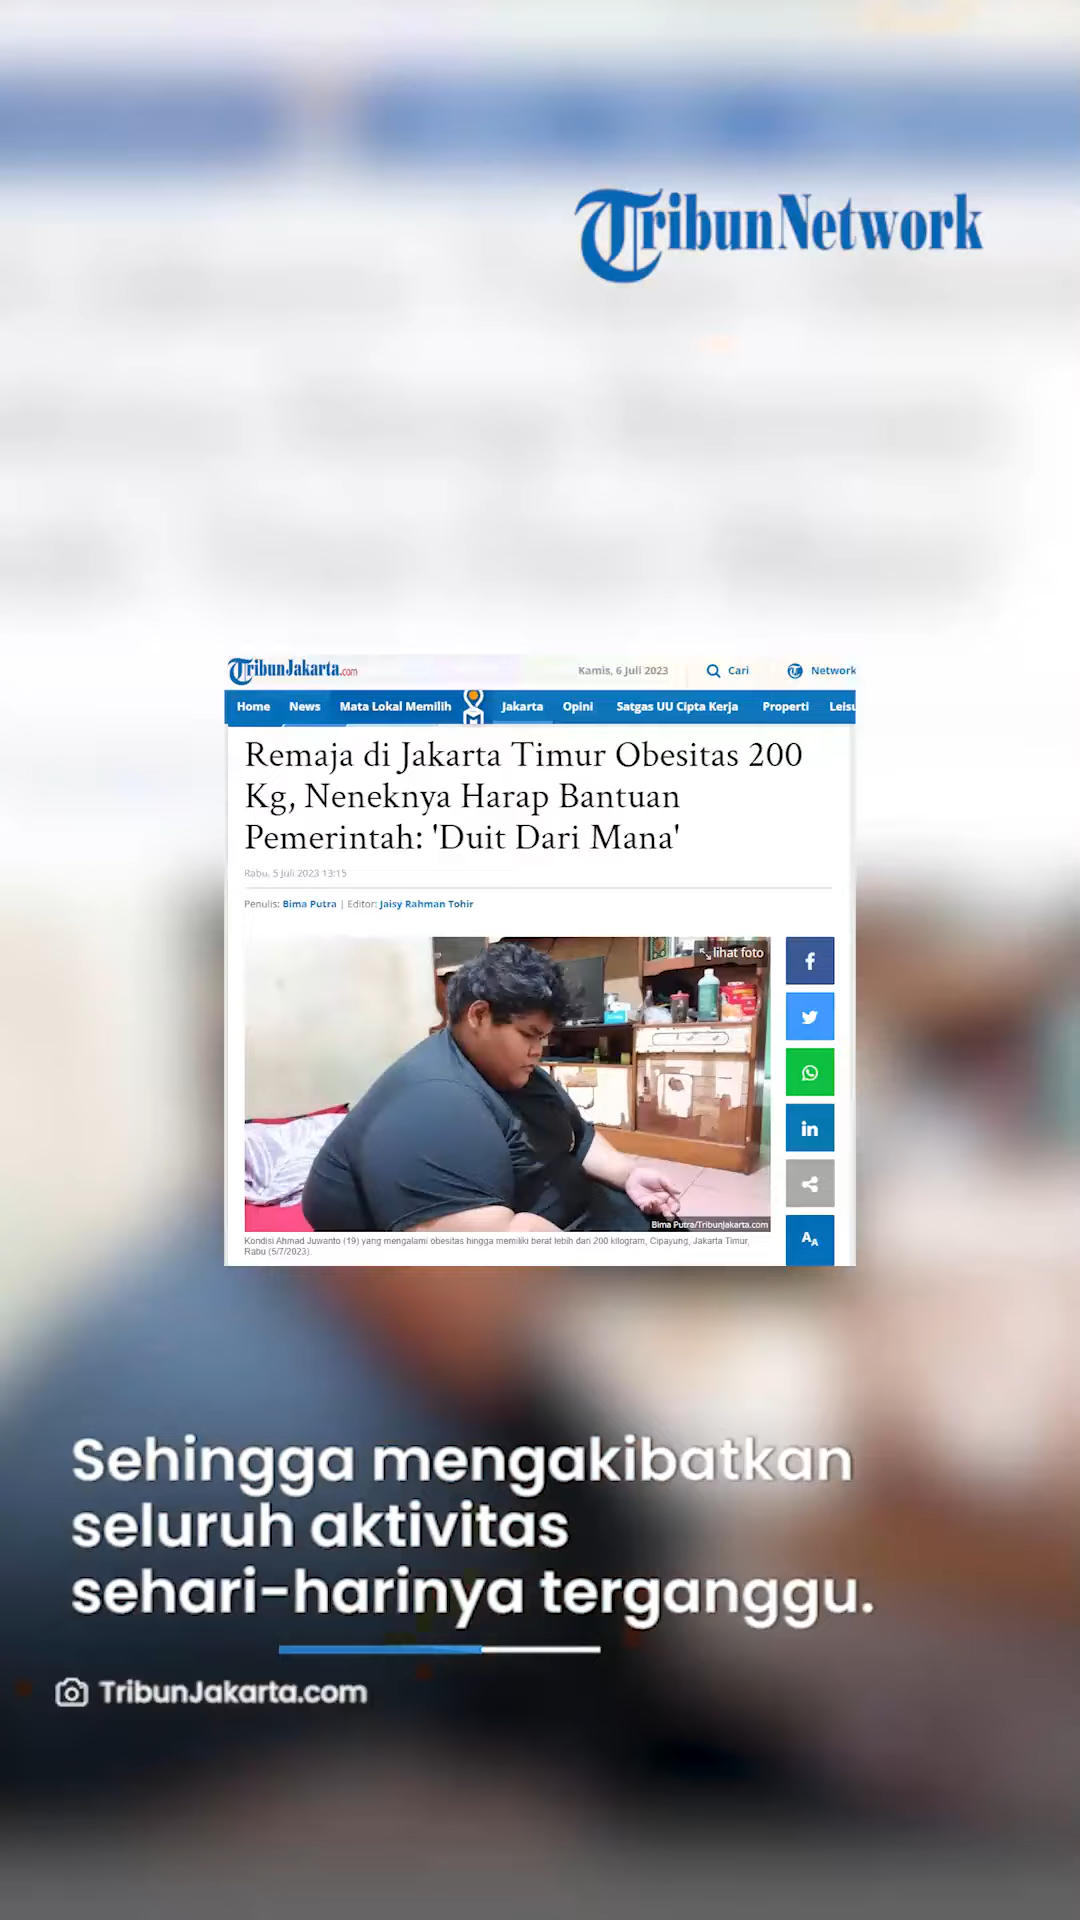 Tribun Network
TribunJakarta.com
Kamis, 6 Juli 2023
Cari
Network
Home News Mata Lokal Memilih M Jakarta Opini Satgas UU Cipta Kerja Properti Leisu
Remaja di Jakarta Timur Obesitas 200
Kg, Neneknya Harap Bantuan
Pemerintah: 'Duit Dari Mana'
Rabu, 5 Juli 2023 13:15
Penulis: Bima Putra | Editor: Jaisy Rahman Tohir
lihat foto
Bima Putra/TribunJakarta.com
Kondisi Ahmad Juwanto (19) yang mengalami obesitas hingga memiliki berat lebih dari 200 kilogram, Cipayung, Jakarta Timur,
Rabu (5/7/2023).
AA
Sehingga mengakibatkan
seluruh aktivitas
sehari-harinya terganggu.
TribunJakarta.com